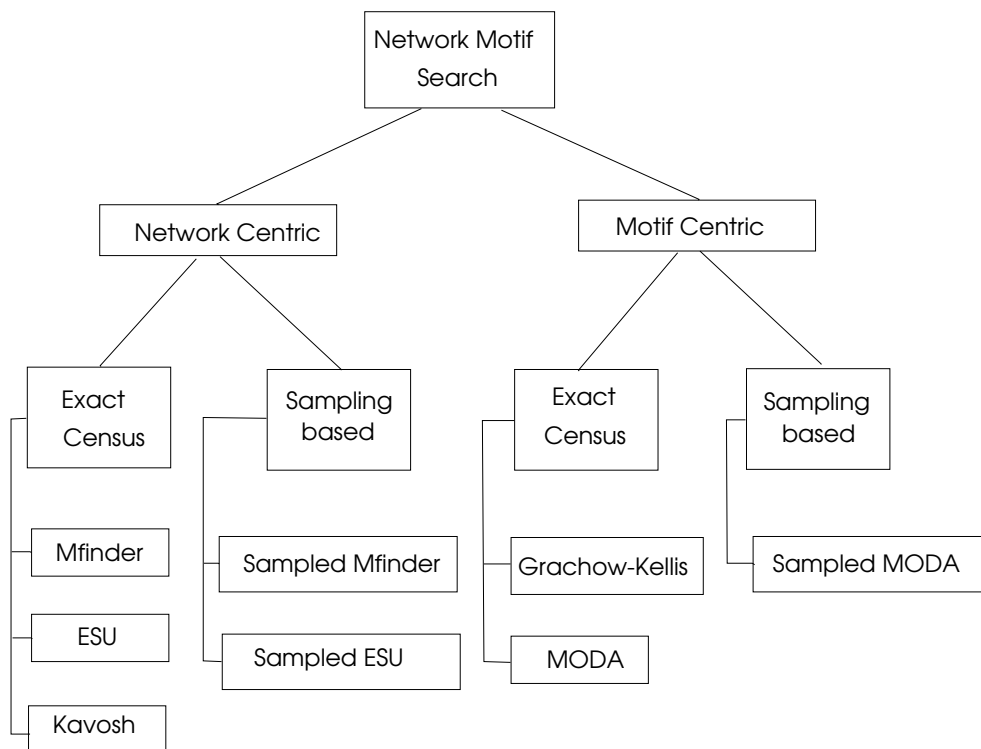 Network Motif
Search
Network Centric
Motif Centric
Exact
Census
Sampling
based
Exact
Census
Sampling
based
Mfinder
ESU
Kavosh
Sampled Mfinder
Sampled ESU
Grachow-Kellis
MODA
Sampled MODA